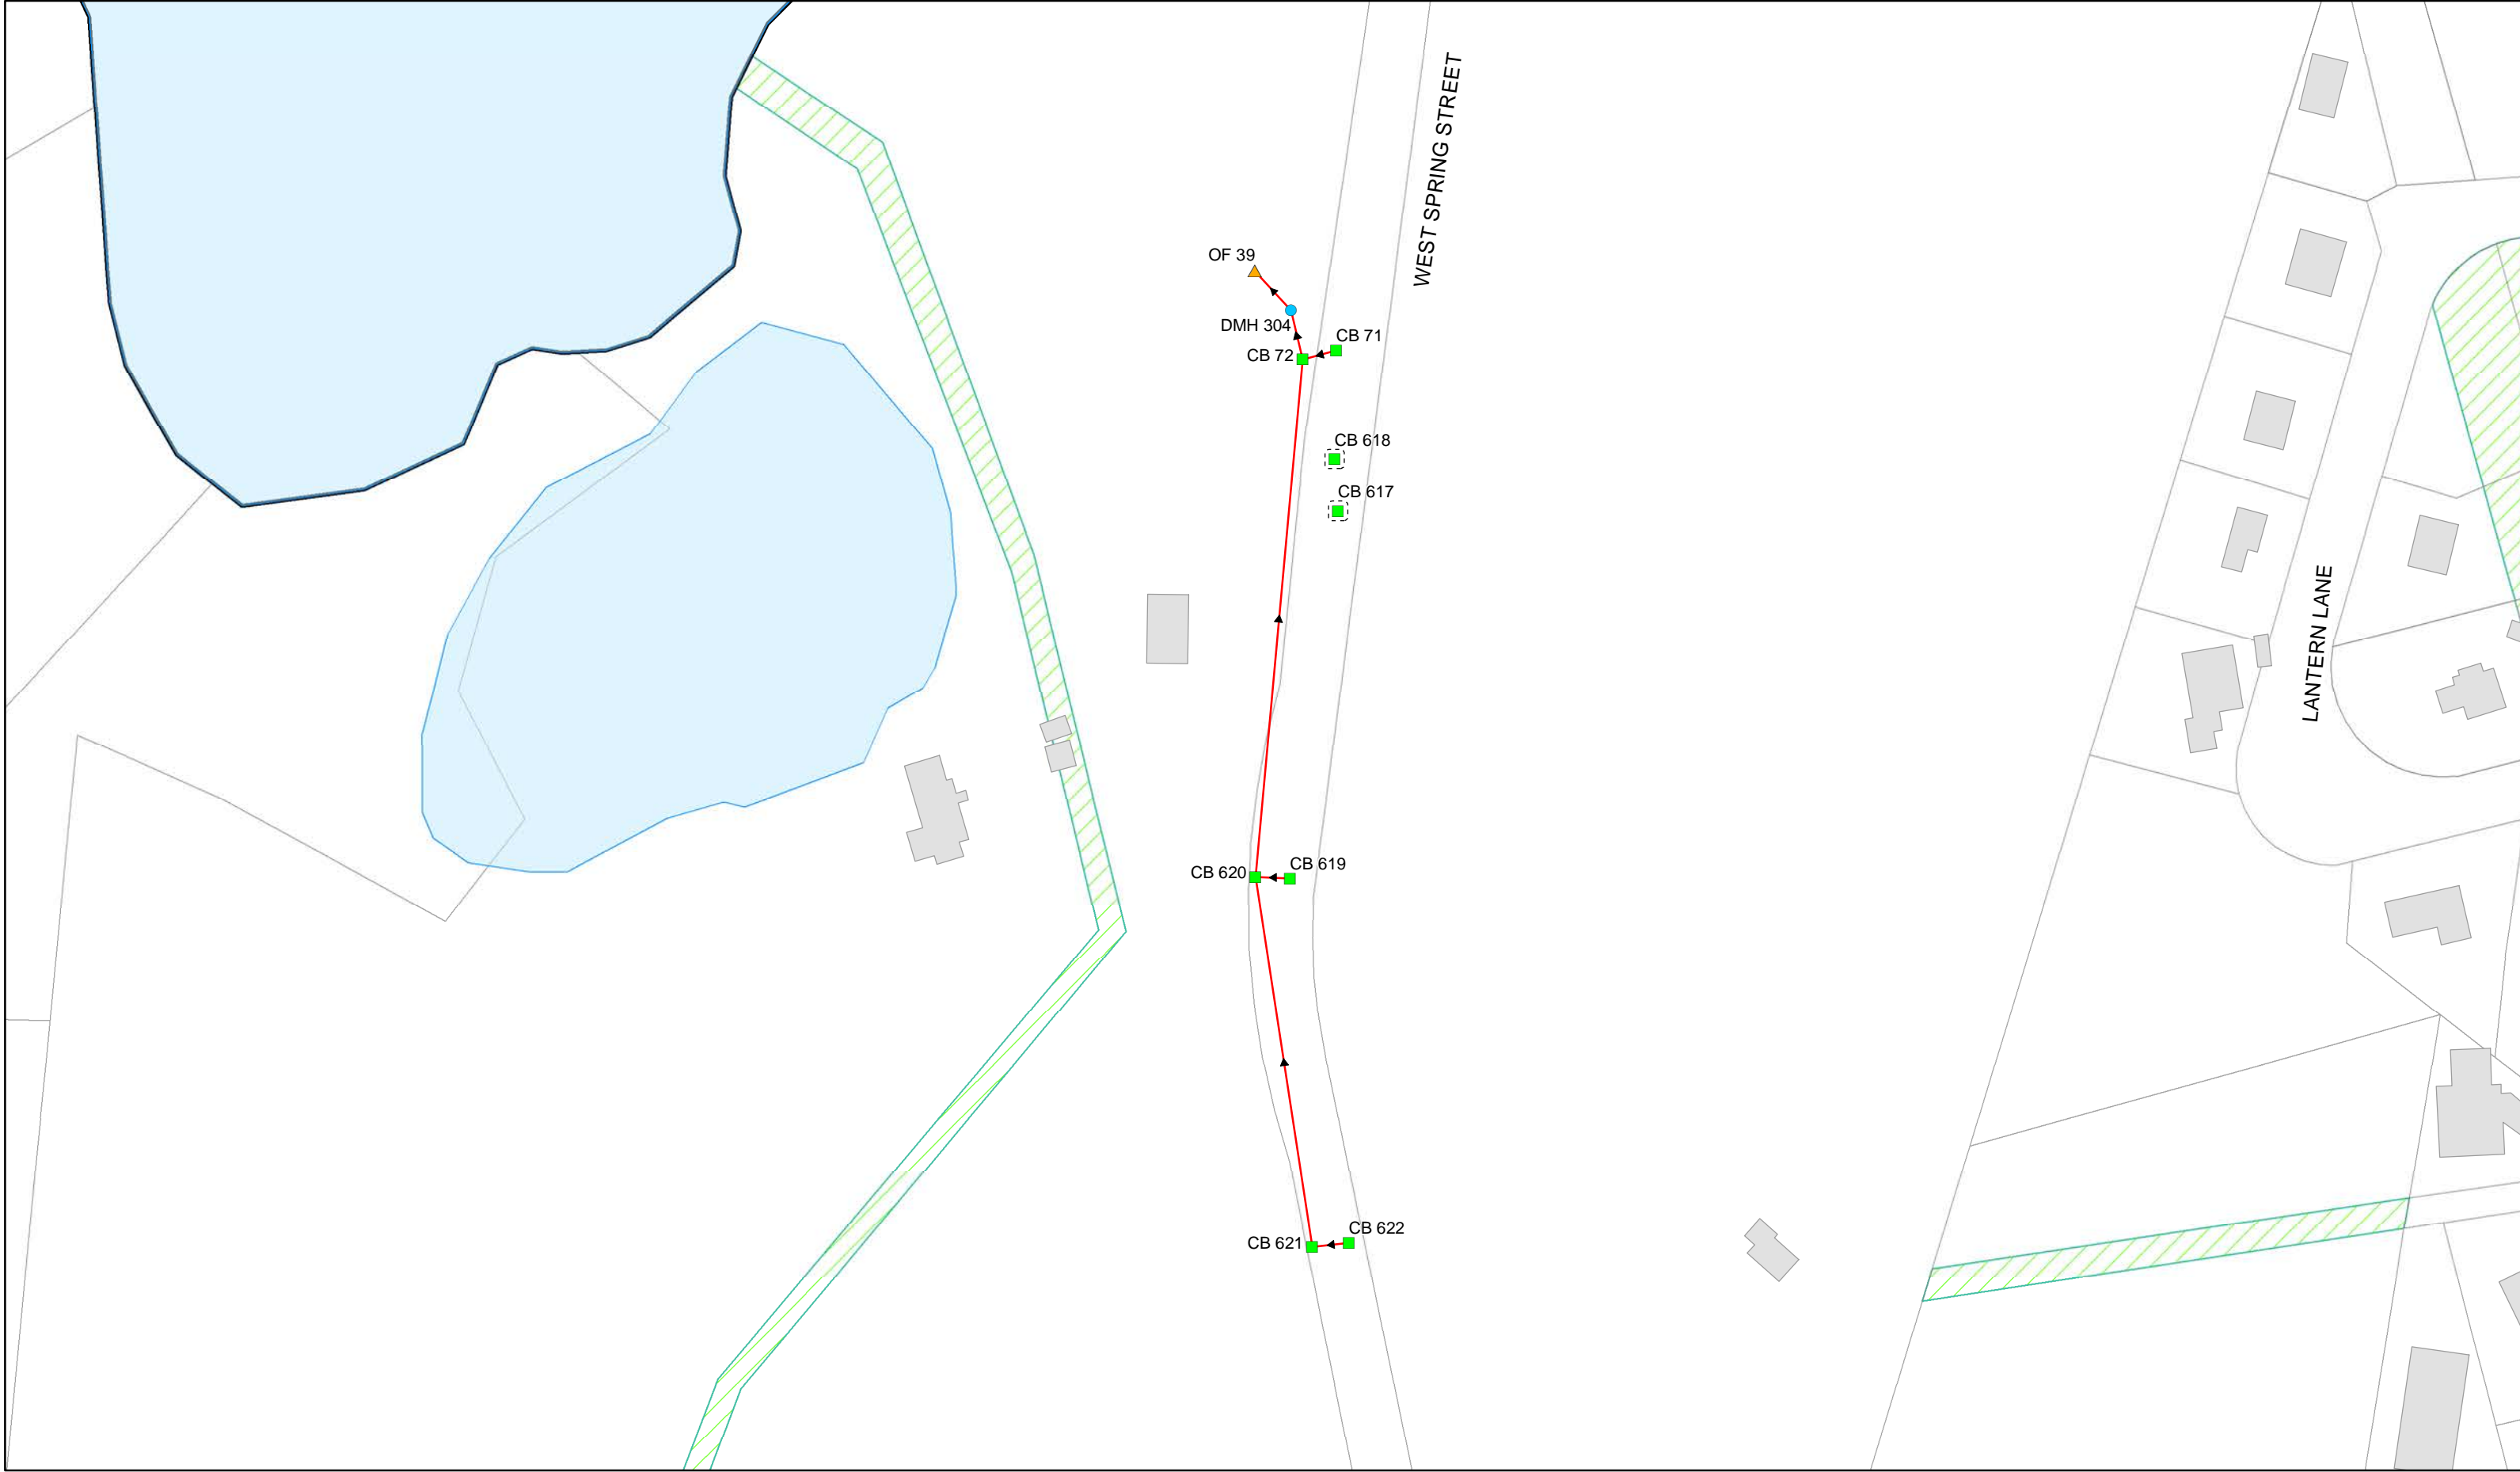 WEST SPRING STREET
OF 39
DMH 304
CB 71
CB 72
CB 618
CB 617
LANTERN LANE
CB 620
CB 619
CB 621
CB 622